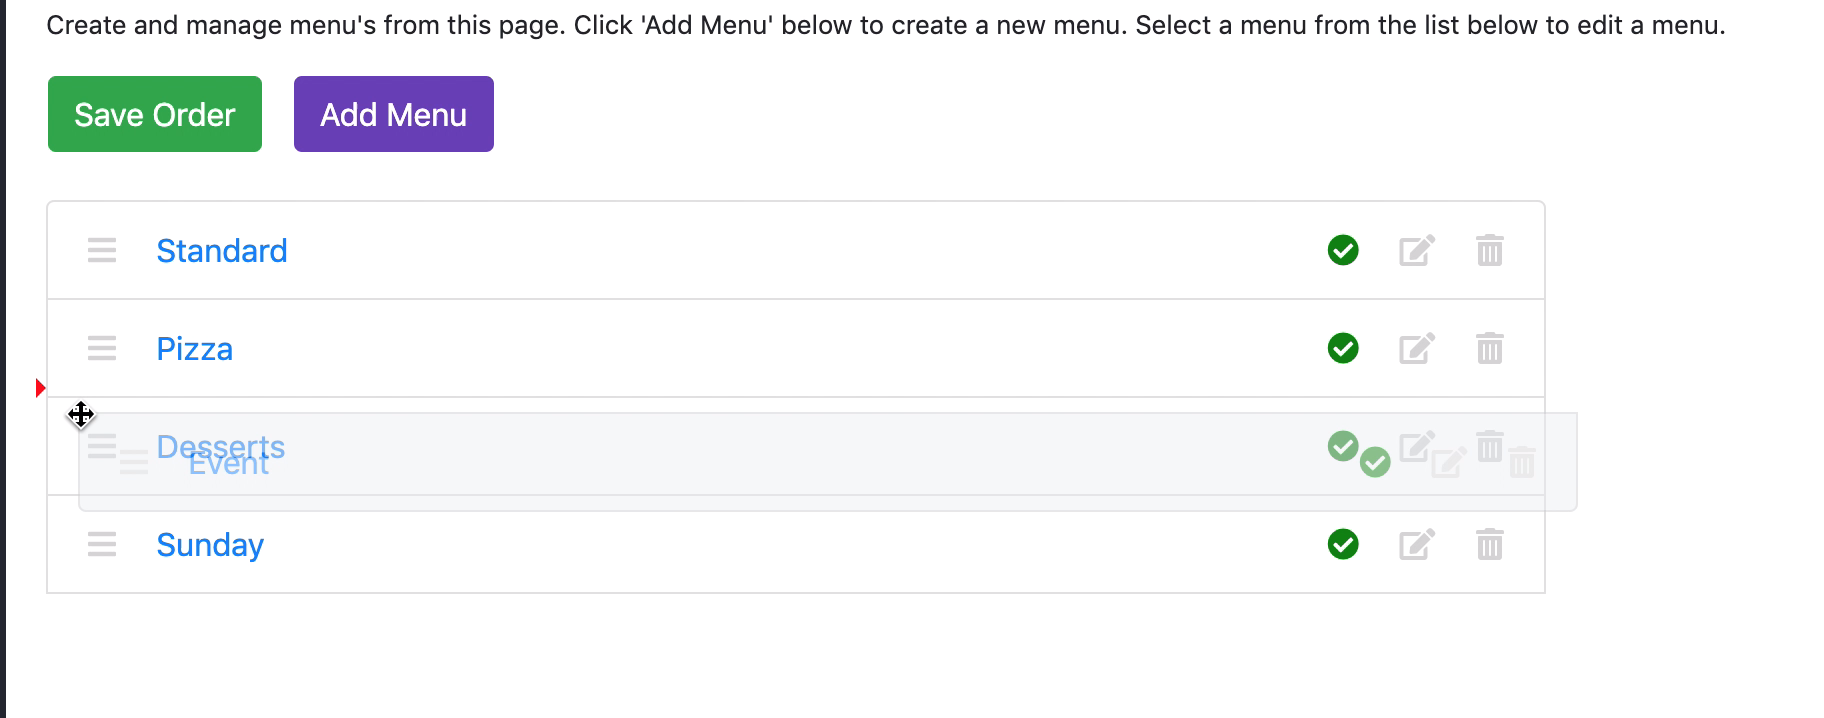 Create and manage menu's from this page. Click 'Add Menu' below to create a new menu. Select a menu from the list below to edit a menu.
Save Order Add Menu
Standard
Pizza
Desserts
Event
Sunday